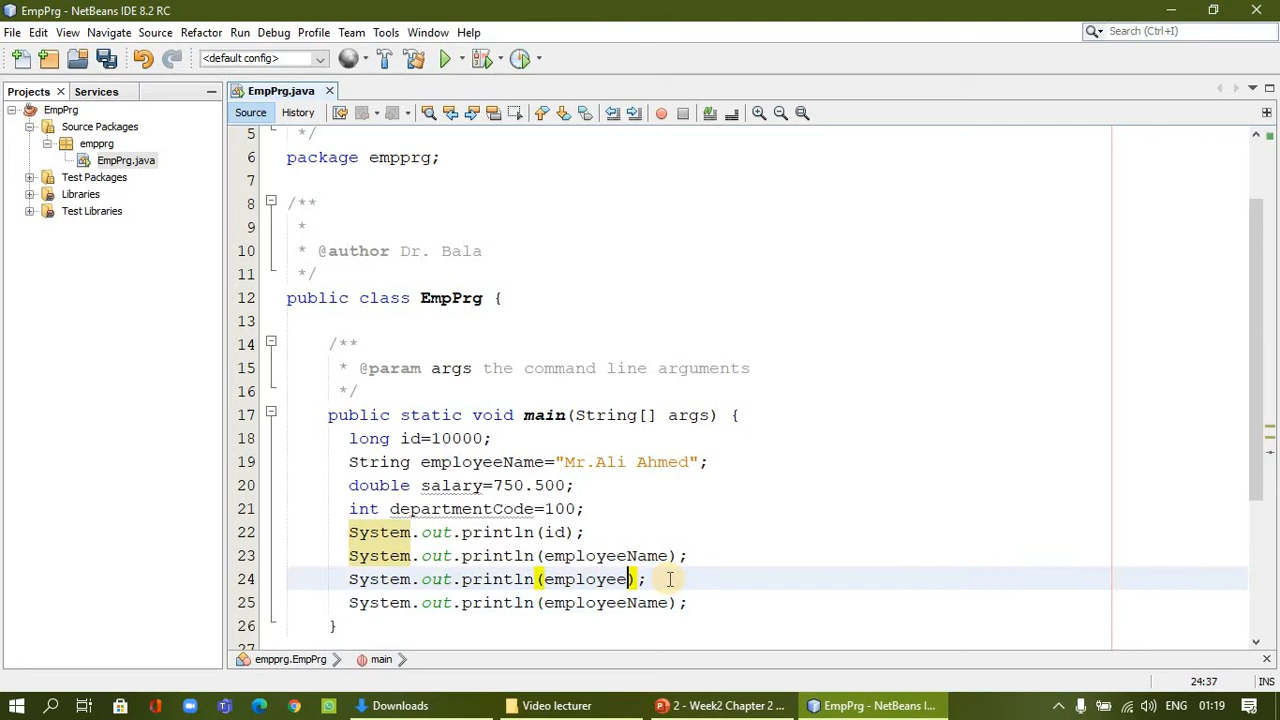 EmpPrg - NetBeans IDE 8.2 RC
File Edit View Navigate Source Refactor Run Debug Profile Team Tools Window Help
Search (Ctrl+I)
<default config>
Projects Services
EmpPrg.java
EmpPrg
Source Packages
empprg
EmpPrg.java
Test Packages
Libraries
Test Libraries
Source History
5 */
6 package empprg;
7
8 /**
9 *
10 * @author Dr. Bala
11 */
12 public class EmpPrg {
13
14 /**
15 * @param args the command line arguments
16 */
17 public static void main(String[] args) {
18 long id=10000;
19 String employeeName="Mr.Ali Ahmed";
20 double salary=750.500;
21 int departmentCode=100;
22 System.out.println(id);
23 System.out.println(employeeName);
24 System.out.println(employee);
25 System.out.println(employeeName);
26 }
27
empprg.EmpPrg main
24:37 INS
Downloads Video lecturer 2 - Week2 Chapter 2 ... EmpPrg - NetBeans I... ENG 01:19